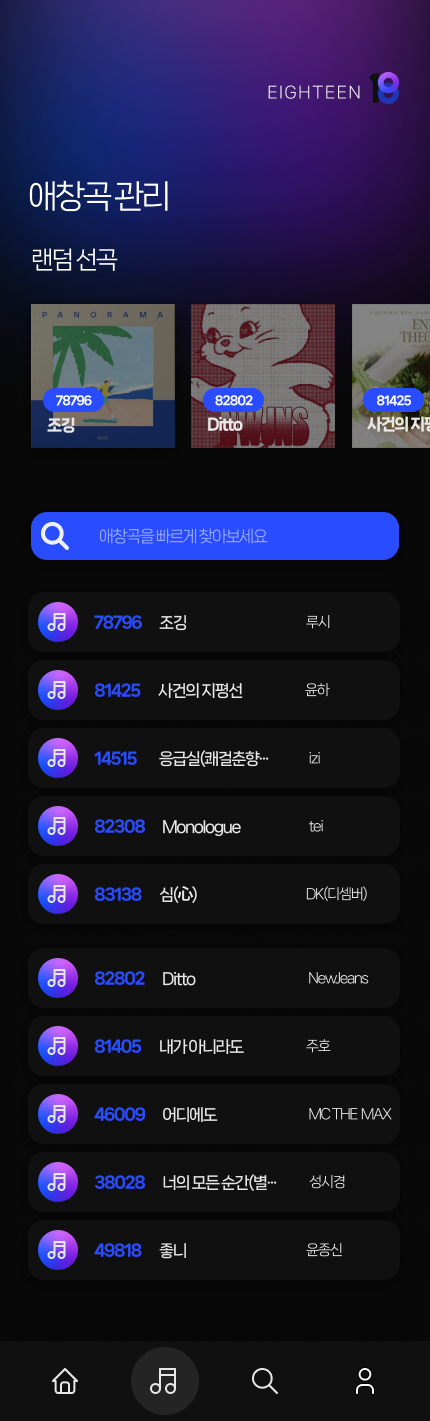 EIGHTEEN 18
애창곡 관리
랜덤 선곡
PANORAMA
78796
조깅
82802
NWJNS
Ditto
81425
사건의 지평
애창곡을 빠르게 찾아보세요
78796 조깅 루시
81425 사건의 지평선 윤하
14515 응급실(쾌걸춘향··· izi
82308 Monologue tei
83138 심(心) DK(디셈버)
82802 Ditto NewJeans
81405 내가 아니라도 주호
46009 어디에도 MC THE MAX
38028 너의 모든 순간(별··· 성시경
49818 좋니 윤종신